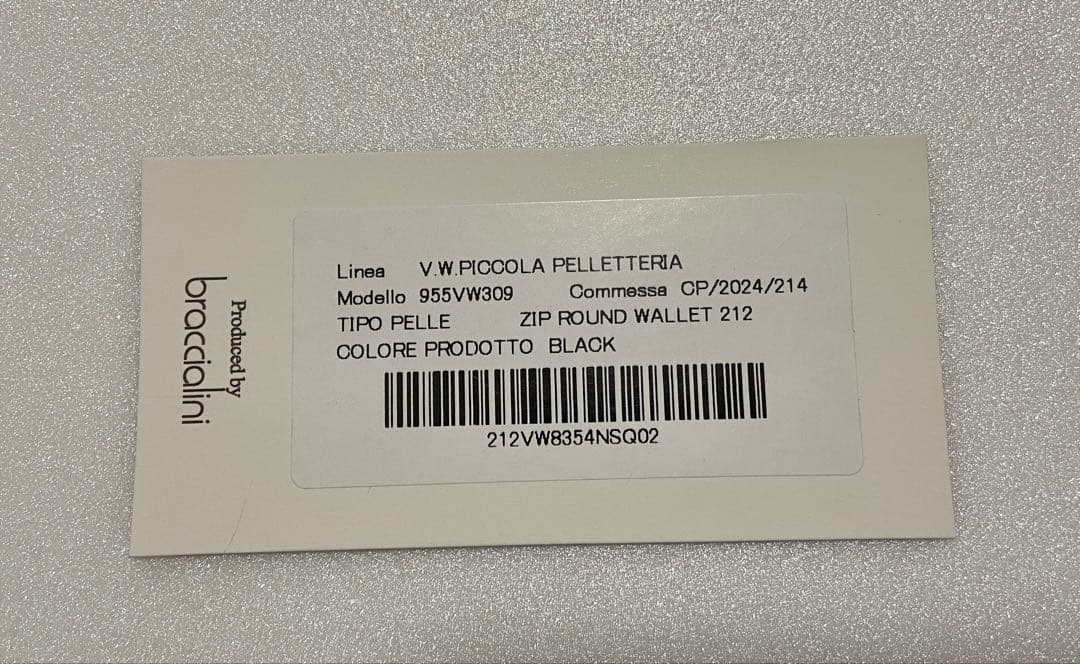 Linea V.W.PICCOLA PELLETTERIA
Modello 955VW309 Commessa CP/2024/214
TIPO PELLE ZIP ROUND WALLET 212
COLORE PRODOTTO BLACK
212VW8354NSQ02
Produced by
braccialini